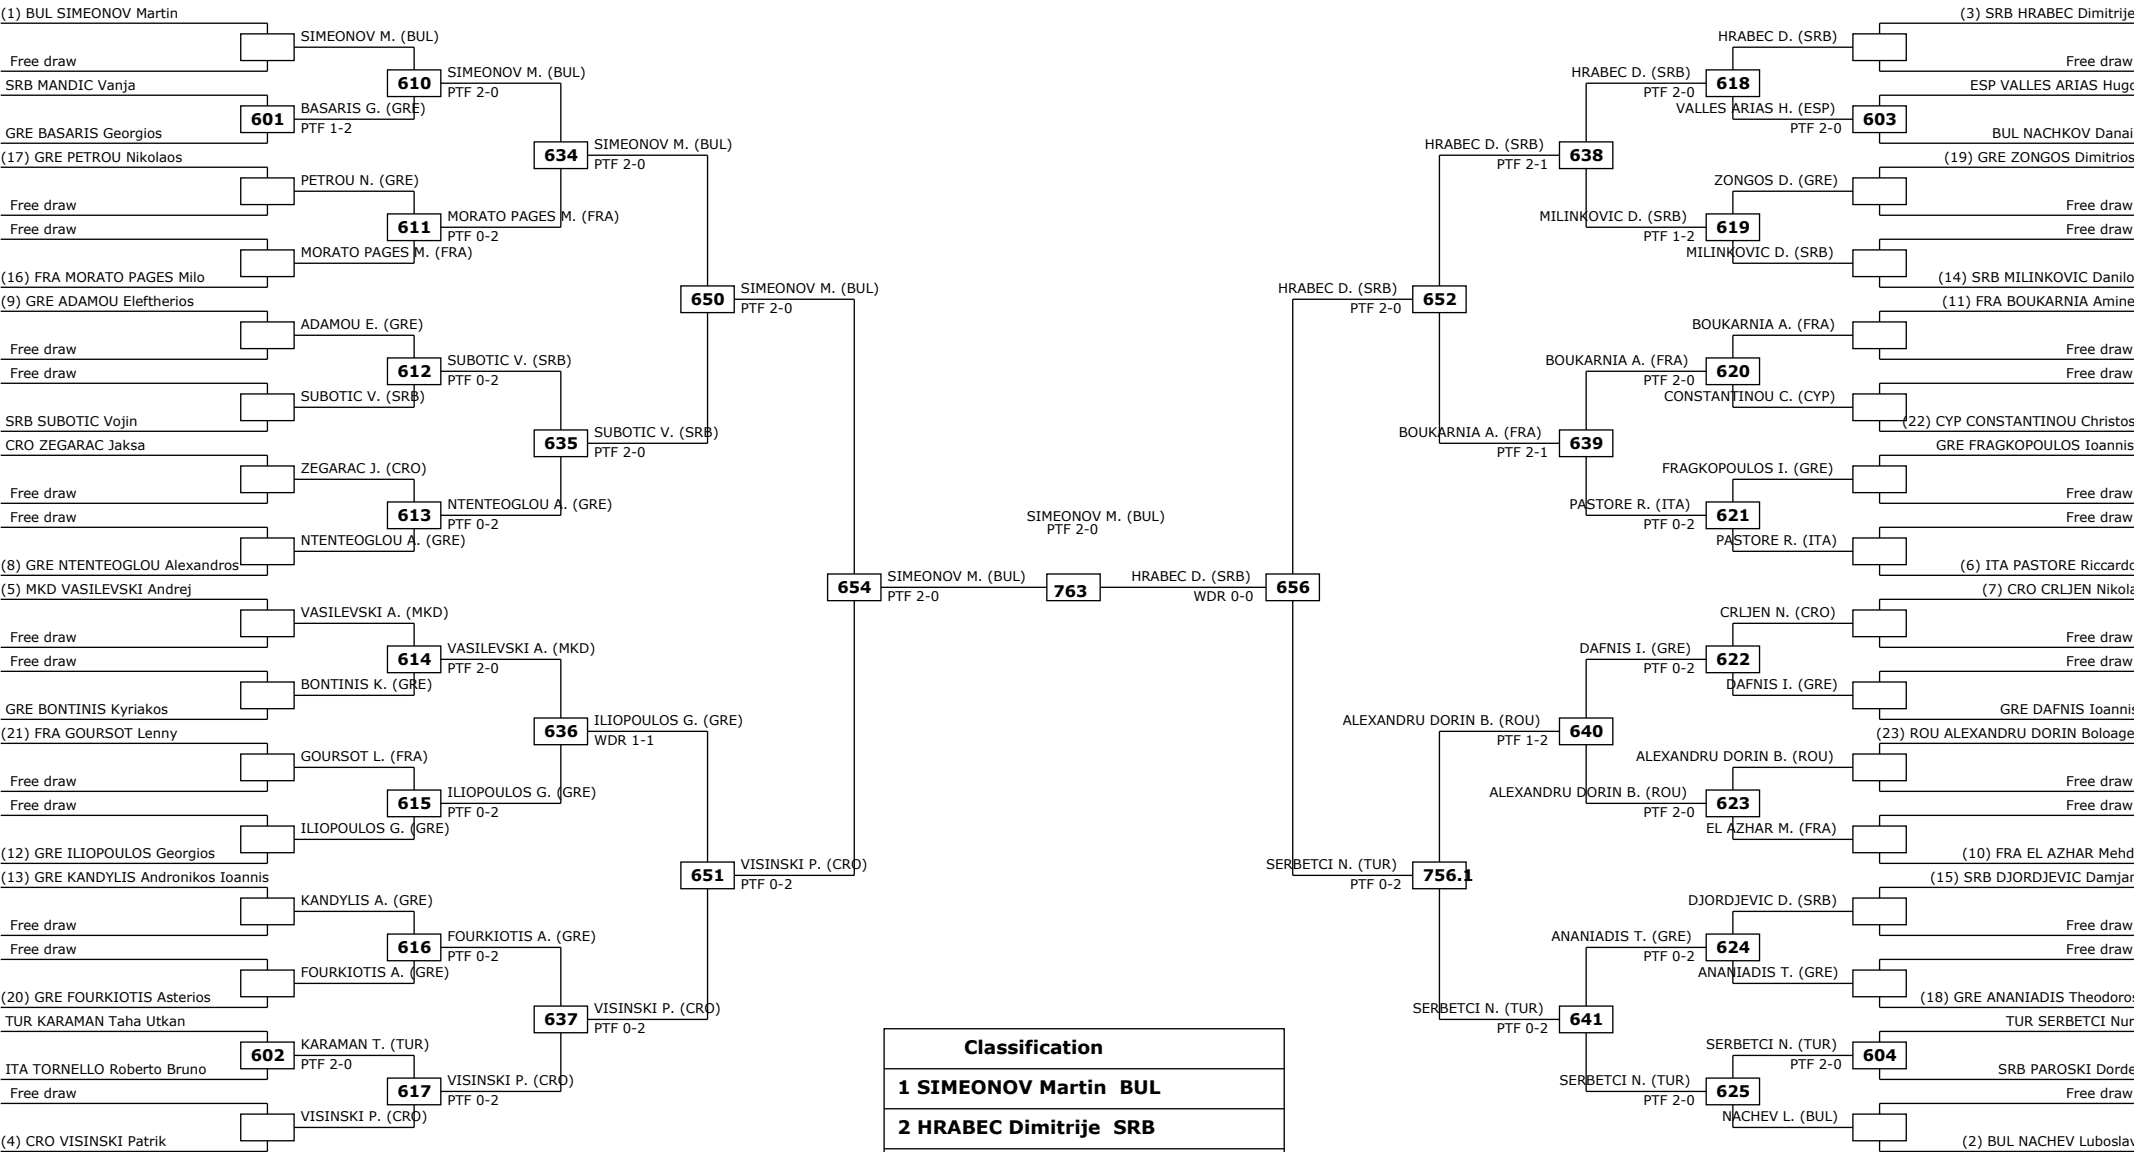 (1) BUL SIMEONOV Martin
SIMEONOV M. (BUL)
Free draw
610
SIMEONOV M. (BUL)
PTF 2-0
SRB MANDIC Vanja
601
BASARIS G. (GRE)
PTF 1-2
GRE BASARIS Georgios
634
SIMEONOV M. (BUL)
PTF 2-0
(17) GRE PETROU Nikolaos
PETROU N. (GRE)
Free draw
611
MORATO PAGES M. (FRA)
PTF 0-2
Free draw
MORATO PAGES M. (FRA)
(16) FRA MORATO PAGES Milo
650
SIMEONOV M. (BUL)
PTF 2-0
(9) GRE ADAMOU Eleftherios
ADAMOU E. (GRE)
Free draw
612
SUBOTIC V. (SRB)
PTF 0-2
Free draw
SUBOTIC V. (SRB)
SRB SUBOTIC Vojin
635
SUBOTIC V. (SRB)
PTF 2-0
CRO ZEGARAC Jaksa
ZEGARAC J. (CRO)
Free draw
613
NTENTEOGLOU A. (GRE)
PTF 0-2
Free draw
NTENTEOGLOU A. (GRE)
(8) GRE NTENTEOGLOU Alexandros
654
SIMEONOV M. (BUL)
PTF 2-0
(5) MKD VASILEVSKI Andrej
VASILEVSKI A. (MKD)
Free draw
614
VASILEVSKI A. (MKD)
PTF 2-0
Free draw
BONTINIS K. (GRE)
GRE BONTINIS Kyriakos
636
ILIOPOULOS G. (GRE)
WDR 1-1
(21) FRA GOURSOT Lenny
GOURSOT L. (FRA)
Free draw
615
ILIOPOULOS G. (GRE)
PTF 0-2
Free draw
ILIOPOULOS G. (GRE)
(12) GRE ILIOPOULOS Georgios
651
VISINSKI P. (CRO)
PTF 0-2
(13) GRE KANDYLIS Andronikos Ioannis
KANDYLIS A. (GRE)
Free draw
616
FOURKIOTIS A. (GRE)
PTF 0-2
Free draw
FOURKIOTIS A. (GRE)
(20) GRE FOURKIOTIS Asterios
637
VISINSKI P. (CRO)
PTF 0-2
TUR KARAMAN Taha Utkan
602
KARAMAN T. (TUR)
PTF 2-0
ITA TORNELLO Roberto Bruno
617
VISINSKI P. (CRO)
PTF 0-2
Free draw
VISINSKI P. (CRO)
(4) CRO VISINSKI Patrik
SIMEONOV M. (BUL)
PTF 2-0
763
(3) SRB HRABEC Dimitrije
HRABEC D. (SRB)
Free draw
HRABEC D. (SRB)
PTF 2-0
618
ESP VALLES ARIAS Hugo
VALLES ARIAS H. (ESP)
PTF 2-0
603
BUL NACHKOV Danai
HRABEC D. (SRB)
PTF 2-1
638
(19) GRE ZONGOS Dimitrios
ZONGOS D. (GRE)
Free draw
MILINKOVIC D. (SRB)
PTF 1-2
619
Free draw
MILINKOVIC D. (SRB)
(14) SRB MILINKOVIC Danilo
HRABEC D. (SRB)
PTF 2-0
652
(11) FRA BOUKARNIA Amine
BOUKARNIA A. (FRA)
Free draw
BOUKARNIA A. (FRA)
PTF 2-0
620
Free draw
CONSTANTINOU C. (CYP)
(22) CYP CONSTANTINOU Christos
BOUKARNIA A. (FRA)
PTF 2-1
639
GRE FRAGKOPOULOS Ioannis
FRAGKOPOULOS I. (GRE)
Free draw
PASTORE R. (ITA)
PTF 0-2
621
Free draw
PASTORE R. (ITA)
(6) ITA PASTORE Riccardo
HRABEC D. (SRB)
WDR 0-0
656
(7) CRO CRLJEN Nikola
CRLJEN N. (CRO)
Free draw
DAFNIS I. (GRE)
PTF 0-2
622
Free draw
DAFNIS I. (GRE)
GRE DAFNIS Ioannis
ALEXANDRU DORIN B. (ROU)
PTF 1-2
640
(23) ROU ALEXANDRU DORIN Boloage
ALEXANDRU DORIN B. (ROU)
Free draw
ALEXANDRU DORIN B. (ROU)
PTF 2-0
623
Free draw
EL AZHAR M. (FRA)
(10) FRA EL AZHAR Mehd
SERBETCI N. (TUR)
PTF 0-2
756.1
(15) SRB DJORDJEVIC Damjan
DJORDJEVIC D. (SRB)
Free draw
ANANIADIS T. (GRE)
PTF 0-2
624
Free draw
ANANIADIS T. (GRE)
(18) GRE ANANIADIS Theodoros
SERBETCI N. (TUR)
PTF 0-2
641
TUR SERBETCI Nur
SERBETCI N. (TUR)
PTF 2-0
604
SRB PAROSKI Dorde
SERBETCI N. (TUR)
PTF 2-0
625
Free draw
NACHEV L. (BUL)
(2) BUL NACHEV Luboslav
Classification
1 SIMEONOV Martin BUL
2 HRABEC Dimitrije SRB